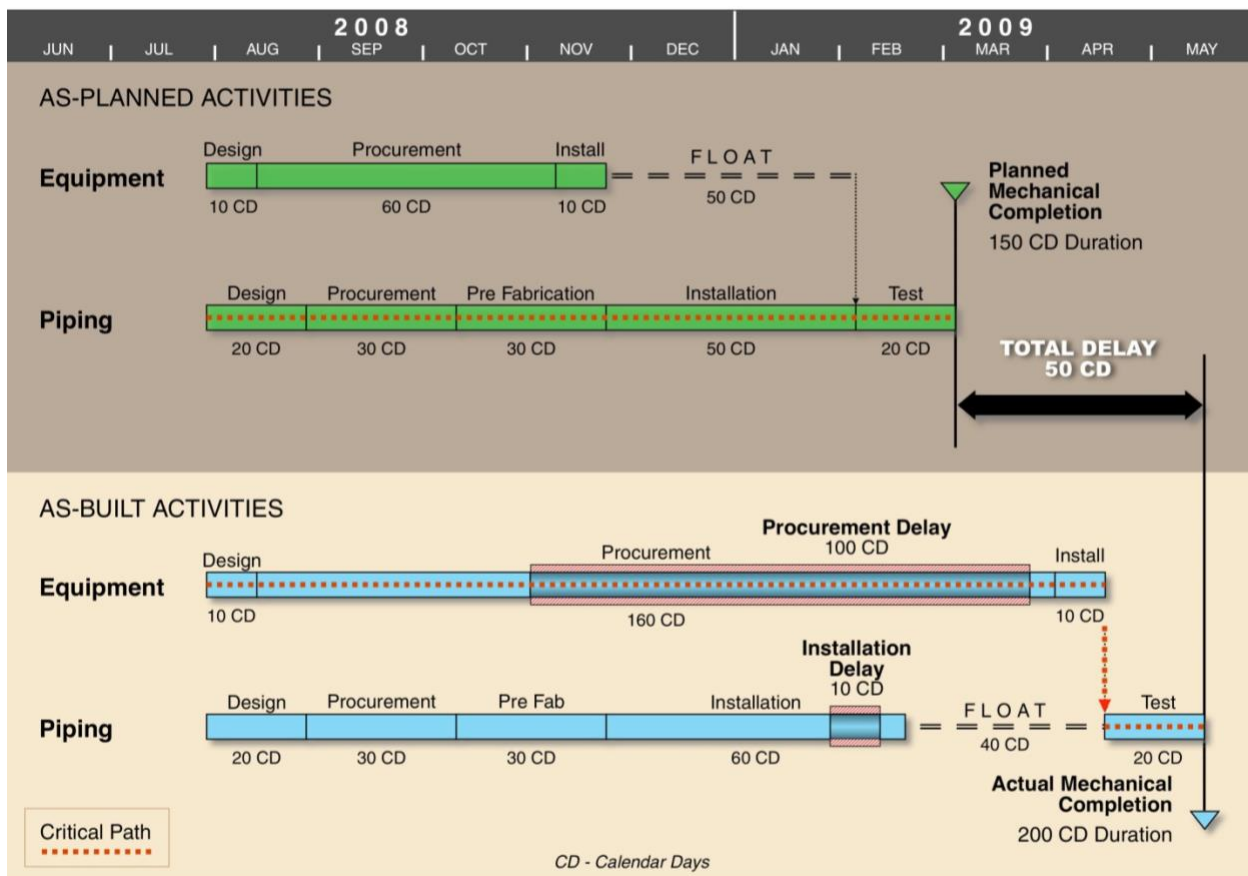 2008
2009
JUN JUL AUG SEP OCT NOV DEC JAN FEB MAR APR MAY
AS-PLANNED ACTIVITIES
Equipment
Design Procurement Install
10 CD 60 CD 10 CD
FLOAT
50 CD
Planned
Mechanical
Completion
150 CD Duration
Piping
Design Procurement Pre Fabrication Installation Test
20 CD 30 CD 30 CD 50 CD 20 CD
TOTAL DELAY
50 CD
AS-BUILT ACTIVITIES
Equipment
Procurement Delay
100 CD
Design Procurement Install
10 CD 160 CD 10 CD
Piping
Installation
Delay
10 CD
Design Procurement Pre Fab Installation Test
20 CD 30 CD 30 CD 60 CD 20 CD
FLOAT
40 CD
Actual Mechanical
Completion
200 CD Duration
Critical Path
CD - Calendar Days